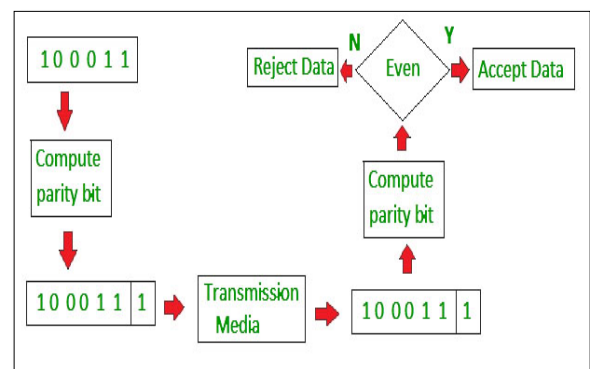 1 0 0 0 1 1
Compute
parity bit
1 0 0 0 1 1 1
Transmission
Media
1 0 0 0 1 1 1
Compute
parity bit
Even
N
Reject Data
Y
Accept Data